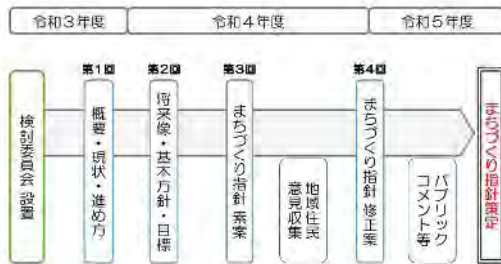 令和3年度
令和4年度
令和5年度
第1回
第2回
第3回
第4回
検討委員会 設置
概要・現状・進め方
将来像・基本方針・目標
まちづくり指針 素案
地域住民
意見収集
まちづくり指針 修正案
パブリック
コメント等
まちづくり指針策定